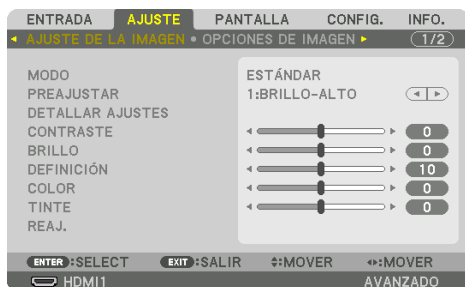 ENTRADA AJUSTE PANTALLA CONFIG. INFO.
AJUSTE DE LA IMAGEN • OPCIONES DE IMAGEN 1/2
MODO ESTÁNDAR
PREAJUSTAR 1:BRILLO-ALTO
DETALLAR AJUSTES
CONTRASTE 0
BRILLO 0
DEFINICIÓN 10
COLOR 0
TINTE 0
REAJ.
ENTER:SELECT EXIT:SALIR :MOVER :MOVER
HDMI1 AVANZADO